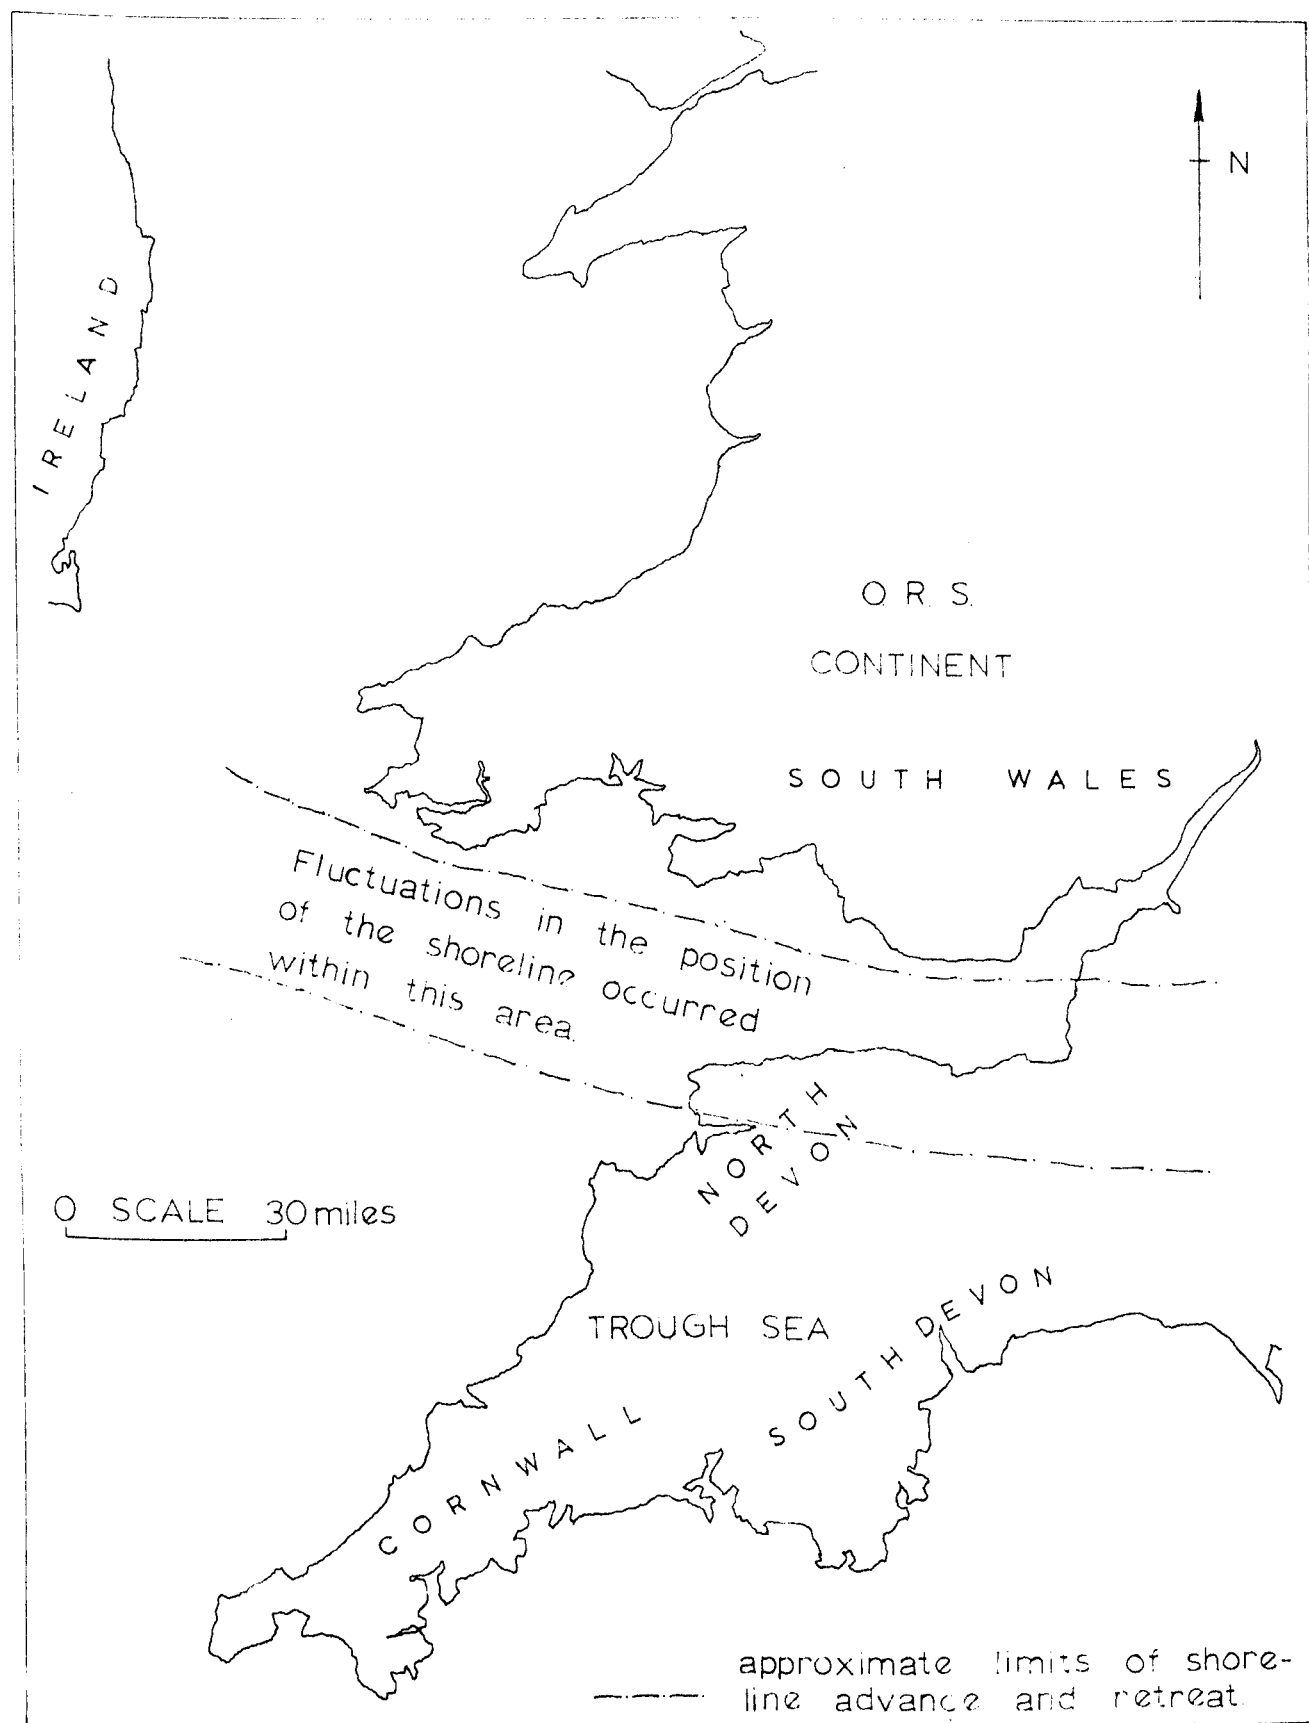 N
IRELAND
O.R.S.
CONTINENT
SOUTH WALES
Fluctuations in the position
of the shoreline occurred
within this area.
NORTH
DEVON
0 SCALE 30 miles
TROUGH SEA
SOUTH DEVON
CORNWALL
approximate limits of shore-
line advance and retreat.